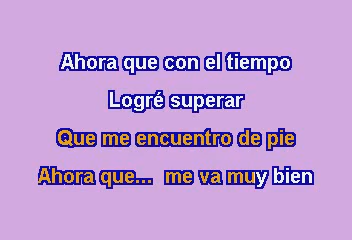 Ahora que con el tiempo
Logré superar
Que me encuentro de pie
Ahora que...  me va muy bien